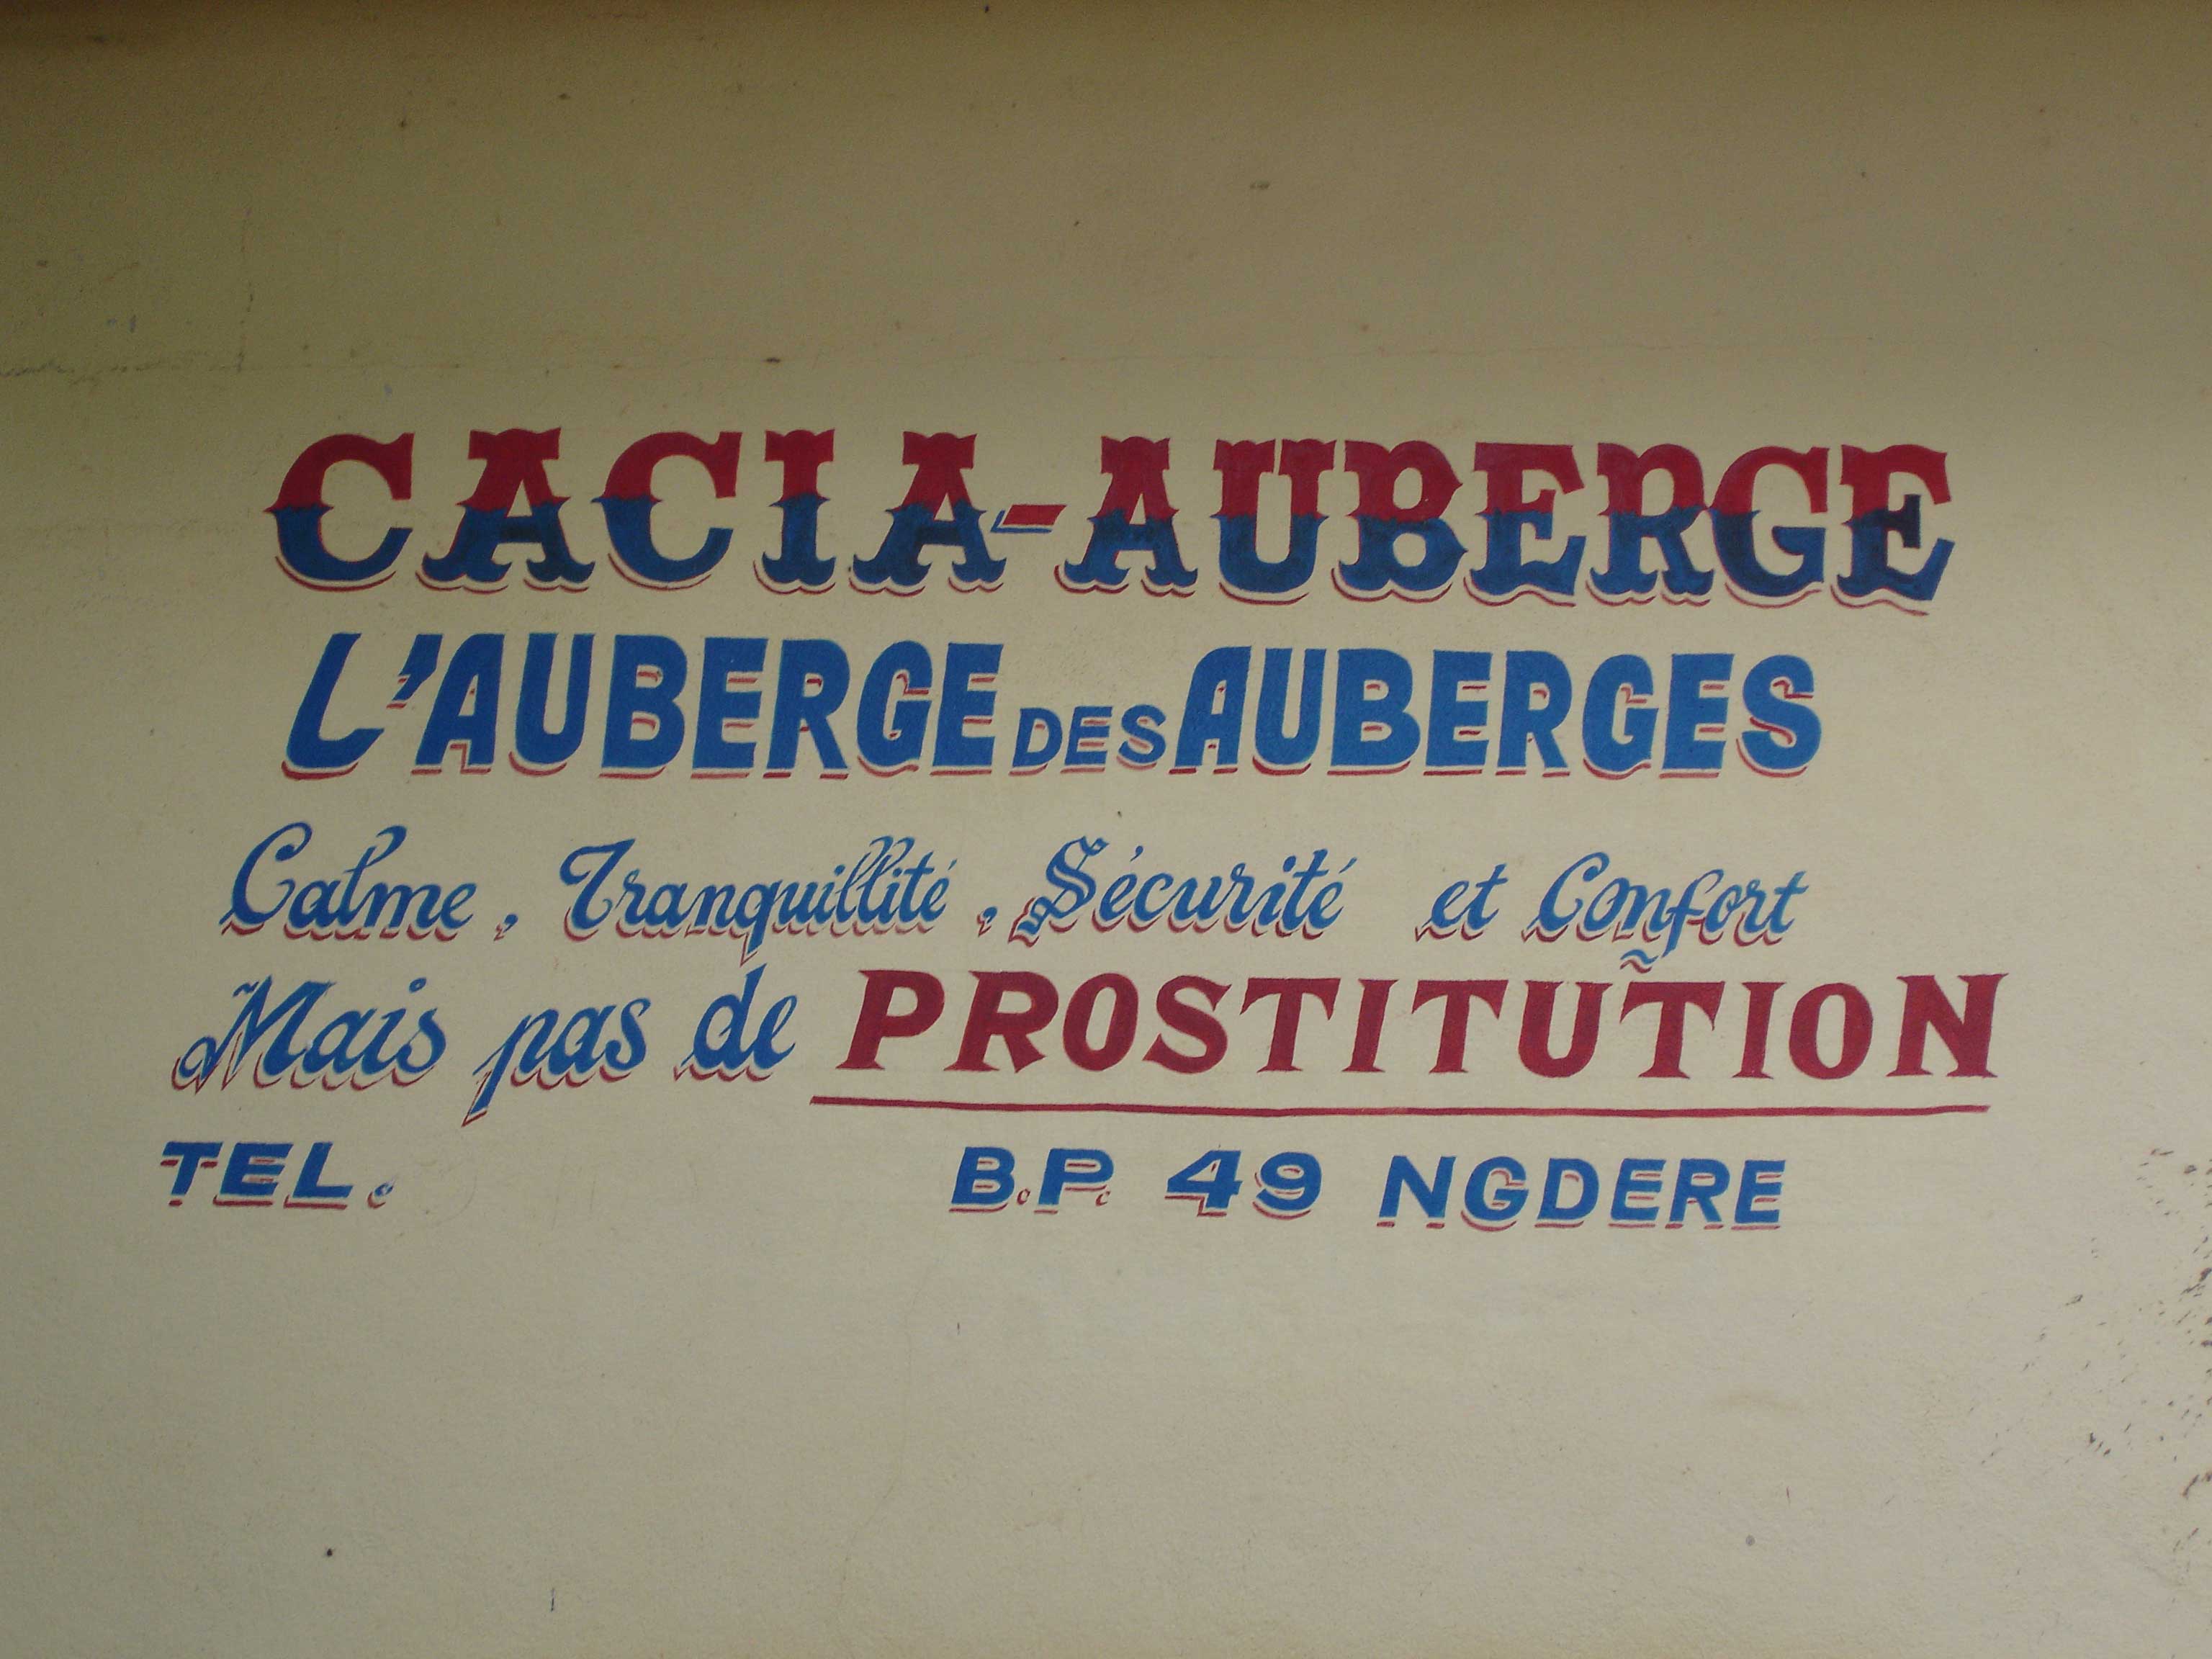 CACIA-AUBERGE
L'AUBERGE DES AUBERGES
Calme, Tranquillité, Sécurité et Confort
Mais pas de PROSTITUTION
TEL. B.P. 49 NGDERE